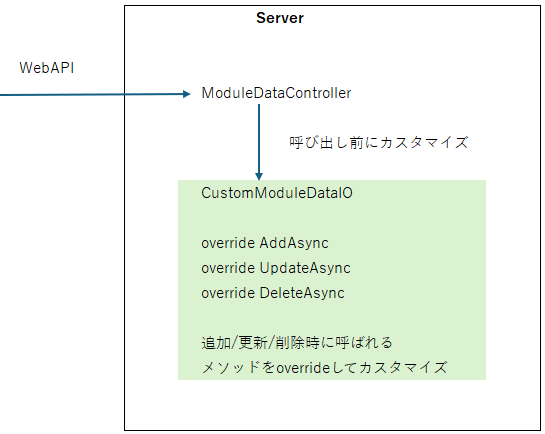 Server
WebAPI
ModuleDataController
呼び出し前にカスタマイズ
CustomModuleDataIO
override AddAsync
override UpdateAsync
override DeleteAsync
追加/更新/削除時に呼ばれる
メソッドをoverrideしてカスタマイズ